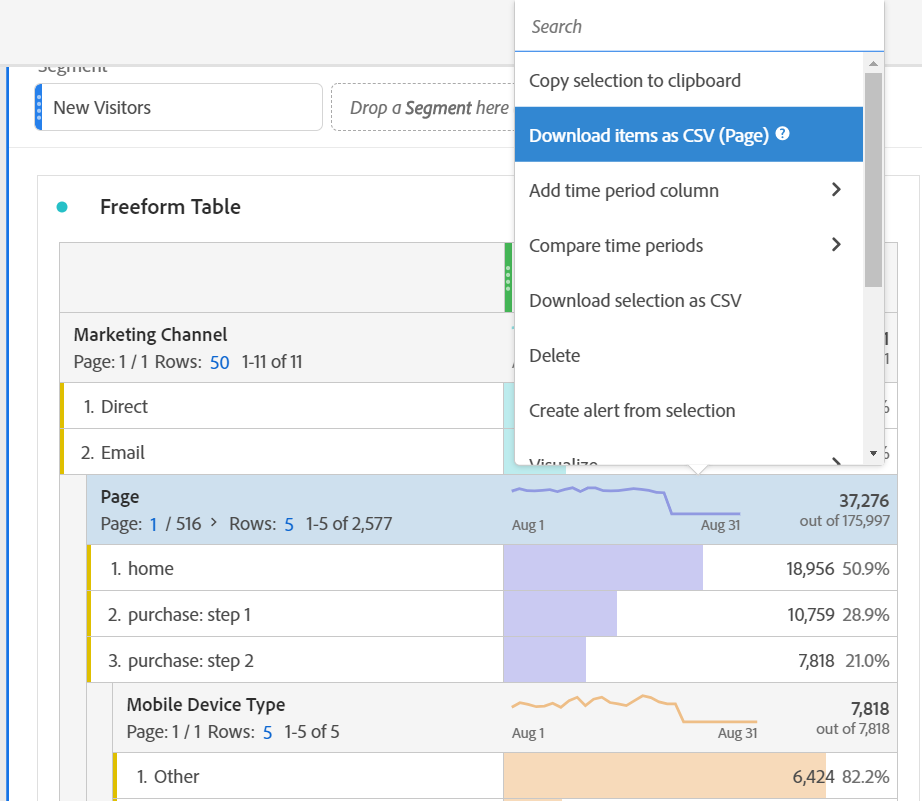 Search
Segment
Copy selection to clipboard
New Visitors
Drop a Segment here
Download items as CSV (Page) ?
Add time period column
Freeform Table
Compare time periods
Download selection as CSV
Marketing Channel
Page: 1 / 1 Rows: 50 1-11 of 11
Delete
1. Direct
Create alert from selection
2. Email
Visualize
Page
37,276
Page: 1 / 516 > Rows: 5 1-5 of 2,577
Aug 1
Aug 31
out of 175,997
1. home
18,956 50.9%
2. purchase: step 1
10,759 28.9%
3. purchase: step 2
7,818 21.0%
Mobile Device Type
7,818
Page: 1 / 1 Rows: 5 1-5 of 5
Aug 1
Aug 31
out of 7,818
1. Other
6,424 82.2%